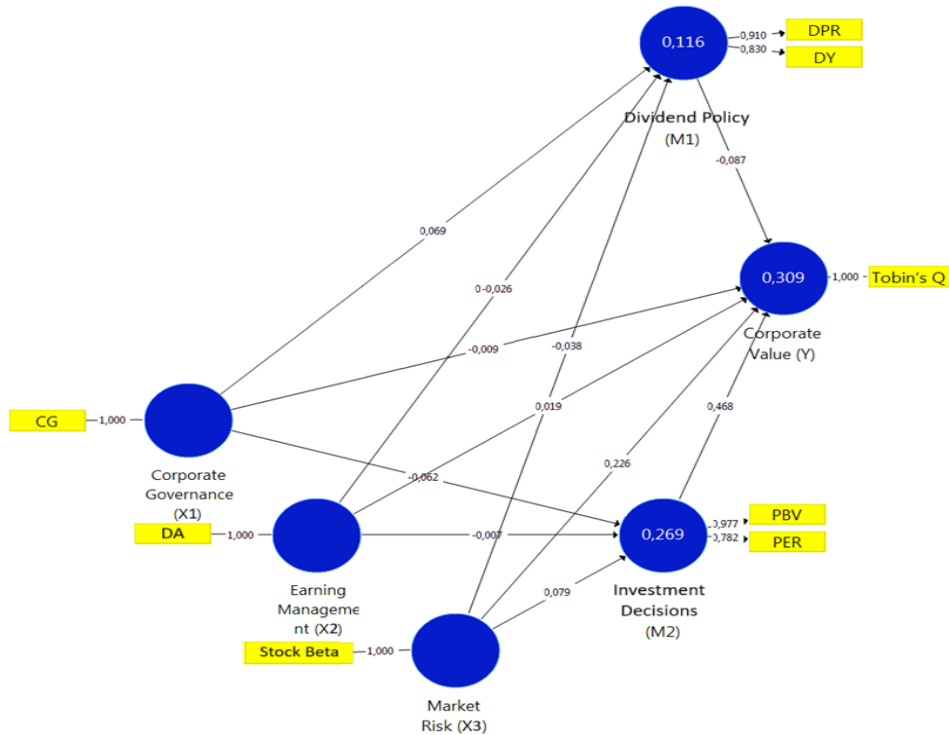 0,116
0,910
DPR
0,830
DY
Dividend Policy
(M1)
-0,087
0,069
0-0,026
0,309
1,000
Tobin's Q
Corporate
Value (Y)
-0,009
-0,038
0,019
0,468
CG
1,000
Corporate
Governance
(X1)
-0,062
0,226
DA
1,000
-0,007
0,269
0,977
PBV
0,782
PER
Earning
Manageme
nt (X2)
0,079
Investment
Decisions
(M2)
Stock Beta
1,000
Market
Risk (X3)